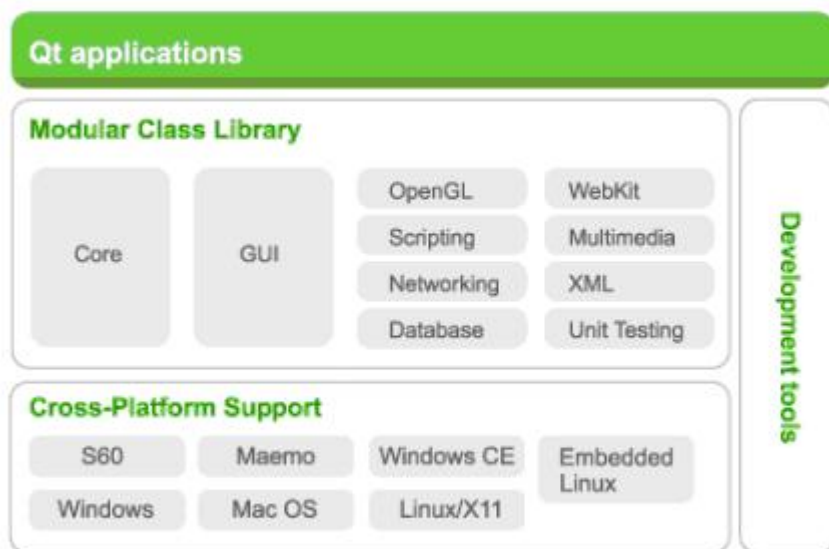 Qt applications
Modular Class Library
Core
GUI
OpenGL
WebKit
Scripting
Multimedia
Networking
XML
Database
Unit Testing
Cross-Platform Support
S60
Maemo
Windows CE
Embedded
Linux
Windows
Mac OS
Linux/X11
Development tools